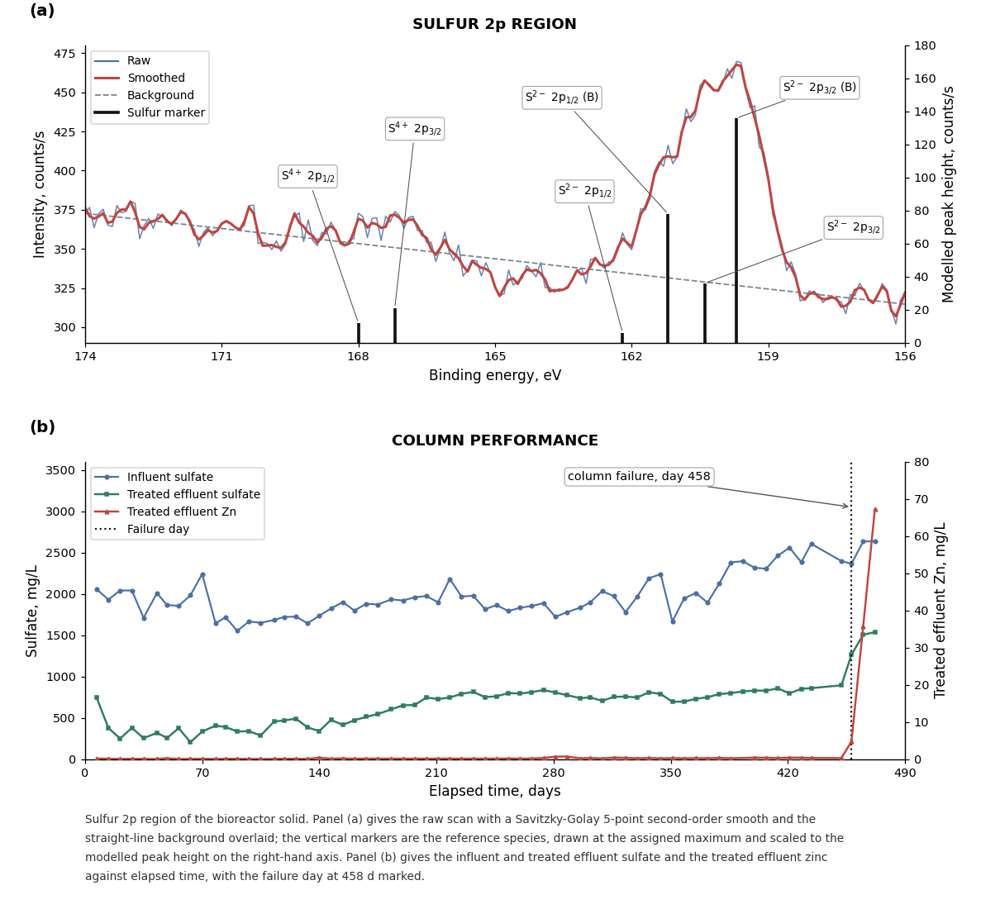 (a)
SULFUR 2p REGION
Intensity, counts/s
475
450
425
400
375
350
325
300
Raw
Smoothed
Background
Sulfur marker
S⁴⁺ 2p₁/₂
S⁴⁺ 2p₃/₂
S²⁻ 2p₁/₂ (B)
S²⁻ 2p₁/₂
S²⁻ 2p₃/₂ (B)
S²⁻ 2p₃/₂
180
160
140
120
100
80
60
40
20
0
Modelled peak height, counts/s
174 171 168 165 162 159 156
Binding energy, eV
(b)
COLUMN PERFORMANCE
Sulfate, mg/L
3500
3000
2500
2000
1500
1000
500
0
Influent sulfate
Treated effluent sulfate
Treated effluent Zn
Failure day
column failure, day 458
80
70
60
50
40
30
20
10
0
Treated effluent Zn, mg/L
0 70 140 210 280 350 420 490
Elapsed time, days
Sulfur 2p region of the bioreactor solid. Panel (a) gives the raw scan with a Savitzky-Golay 5-point second-order smooth and the
straight-line background overlaid; the vertical markers are the reference species, drawn at the assigned maximum and scaled to the
modelled peak height on the right-hand axis. Panel (b) gives the influent and treated effluent sulfate and the treated effluent zinc
against elapsed time, with the failure day at 458 d marked.